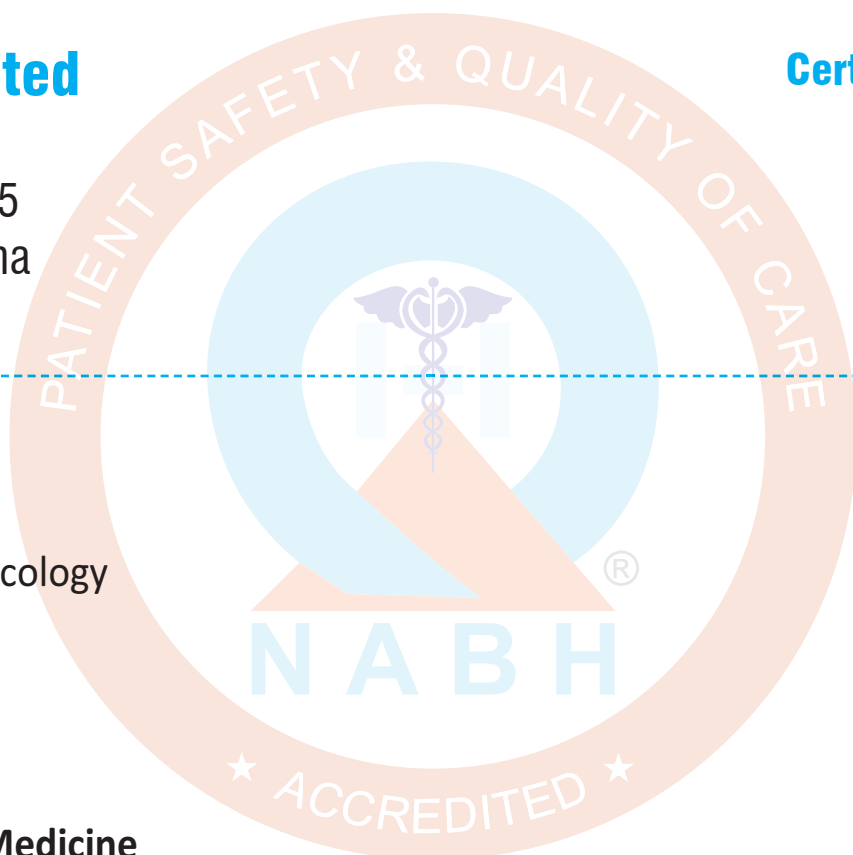 ted
Cert
PATIENT SAFETY & QUALITY OF CARE
5
na
cology
®
NABH
★ ACCREDITED ★
Medicine